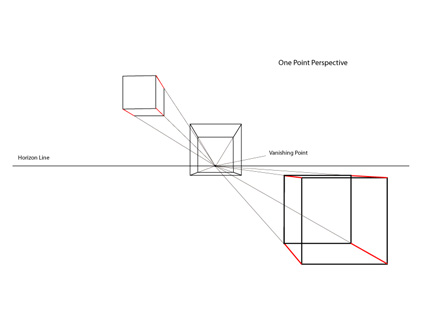 One Point Perspective
Vanishing Point
Horizon Line